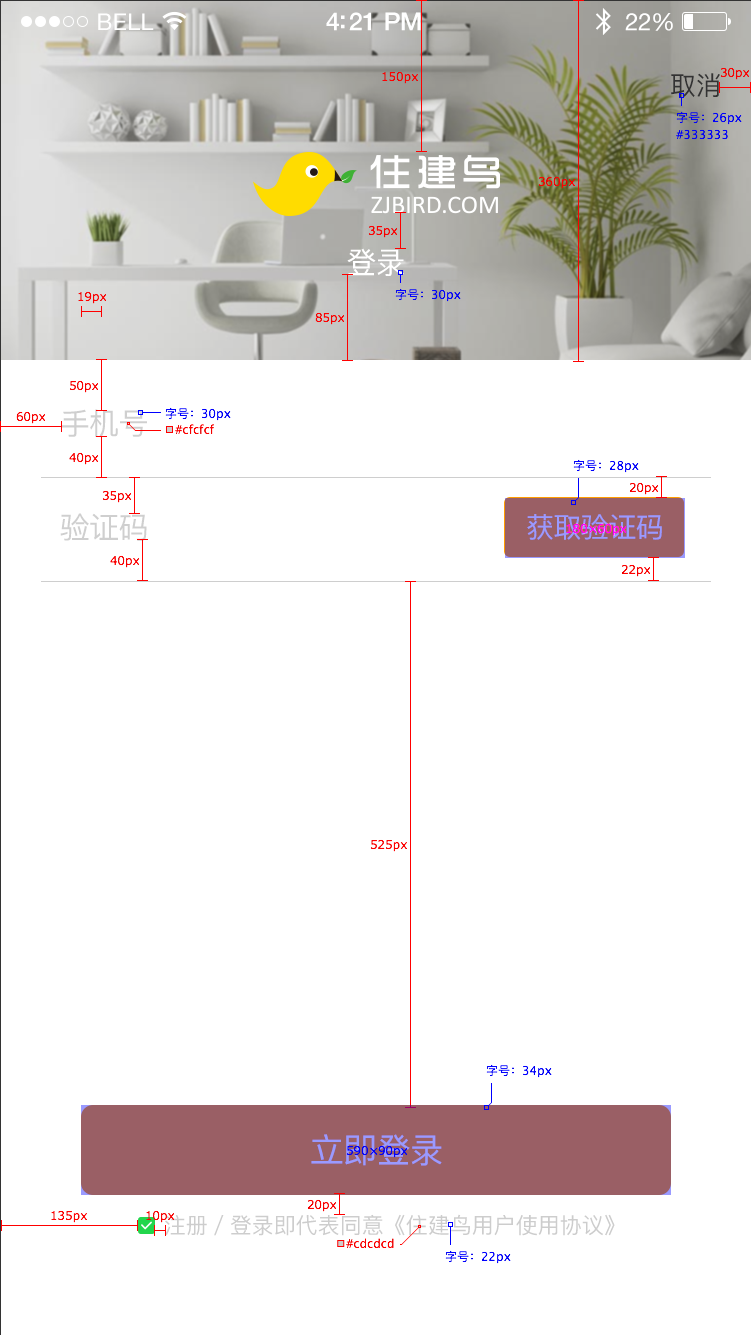 BELL 4:21 PM 22%
150px
30px
取消
字号：26px
#333333
360px
住建鸟
ZJBIRD.COM
35px
登录
字号：30px
19px
85px
50px
60px
手机号
字号：30px
#cfcfcf
40px
字号：28px
35px
20px
验证码
获取验证码
40px
22px
525px
字号：34px
立即登录
590×90px
20px
135px
10px
注册 / 登录即代表同意《住建鸟用户使用协议》
#cdcdcd
字号：22px